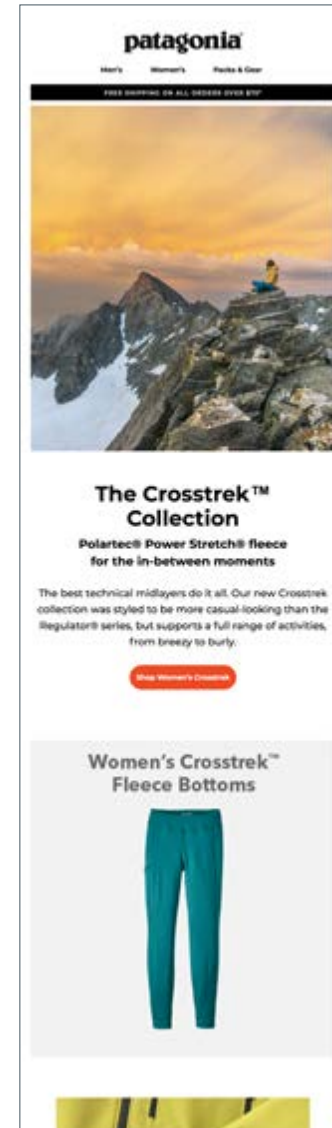 patagonia®
Men's Women's Packs & Gear
FREE SHIPPING ON ALL ORDERS OVER $75*
The Crosstrek™
Collection
Polartec® Power Stretch® fleece
for the in-between moments
The best technical midlayers do it all. Our new Crosstrek
collection was styled to be more casual-looking than the
Regulator® series, but supports a full range of activities,
from breezy to burly.
Shop Women's Crosstrek
Women's Crosstrek™
Fleece Bottoms